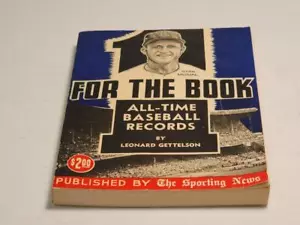 1
FOR THE BOOK
ALL-TIME
BASEBALL
RECORDS
BY
LEONARD GETTELSON
$2.00
PUBLISHED BY The Sporting News